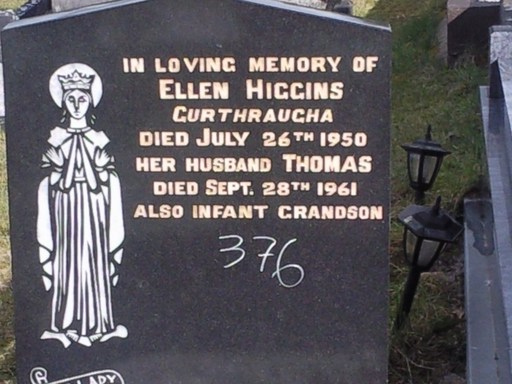 IN LOVING MEMORY OF
ELLEN HIGGINS
CURTHRAUGHA
DIED JULY 26TH 1950
HER HUSBAND THOMAS
DIED SEPT. 28TH 1961
ALSO INFANT GRANDSON
376
LADY